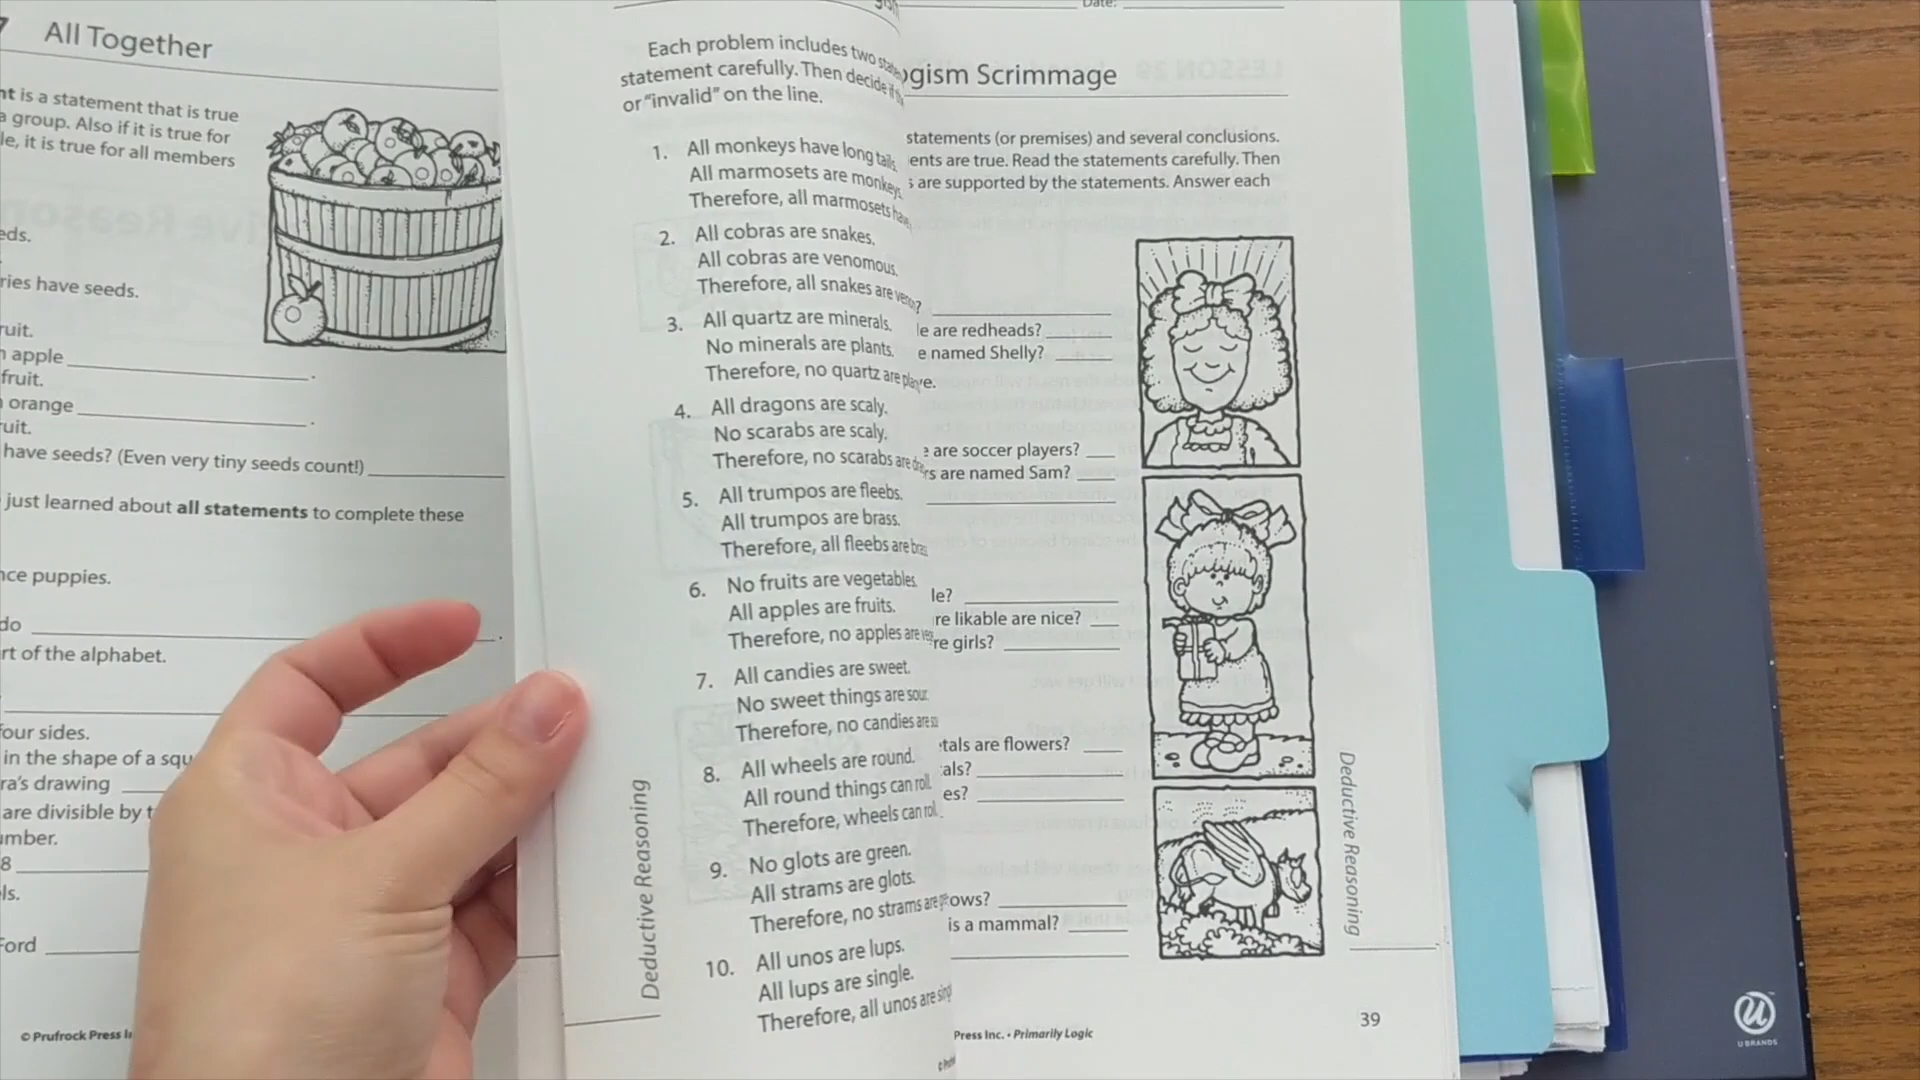 All Together
nt is a statement that is true
a group. Also if it is true for
le, it is true for all members
eds.
ries have seeds.
ruit.
apple
fruit.
orange
ruit.
have seeds? (Even very tiny seeds count!)
just learned about all statements to complete these
nce puppies.
do
rt of the alphabet.
four sides.
in the shape of a squ
ra's drawing
are divisible by t
mber.
8
ls.
Ford
© Prufrock Press I
Each problem includes two
statement carefully. Then decide if
or "invalid" on the line.
1. All monkeys have long tails.
All marmosets are monkeys.
Therefore, all marmosets have
2. All cobras are snakes.
All cobras are venomous.
Therefore, all snakes are
3. All quartz are minerals.
No minerals are plants.
Therefore, no quartz are
4. All dragons are scaly.
No scarabs are scaly.
Therefore, no scarabs are
5. All trumpos are fleebs.
All trumpos are brass.
Therefore, all fleebs are bras
6. No fruits are vegetables.
All apples are fruits.
Therefore, no apples are
7. All candies are sweet.
No sweet things are sour.
Therefore, no candies are
8. All wheels are round.
All round things can roll.
Therefore, wheels can roll.
9. No glots are green.
All strams are glots.
Therefore, no strams are
10. All unos are lups.
All lups are single.
Therefore, all unos are
Deductive Reasoning
Date:
ogism Scrimmage
statements (or premises) and several conclusions.
ents are true. Read the statements carefully. Then
s are supported by the statements. Answer each
?
le are redheads?
e named Shelly?
re.
e are soccer players?
rs are named Sam?
le?
re likable are nice?
re girls?
tals are flowers?
als?
es?
ows?
is a mammal?
Deductive Reasoning
Press Inc. • Primarily Logic
39
U BRANDS